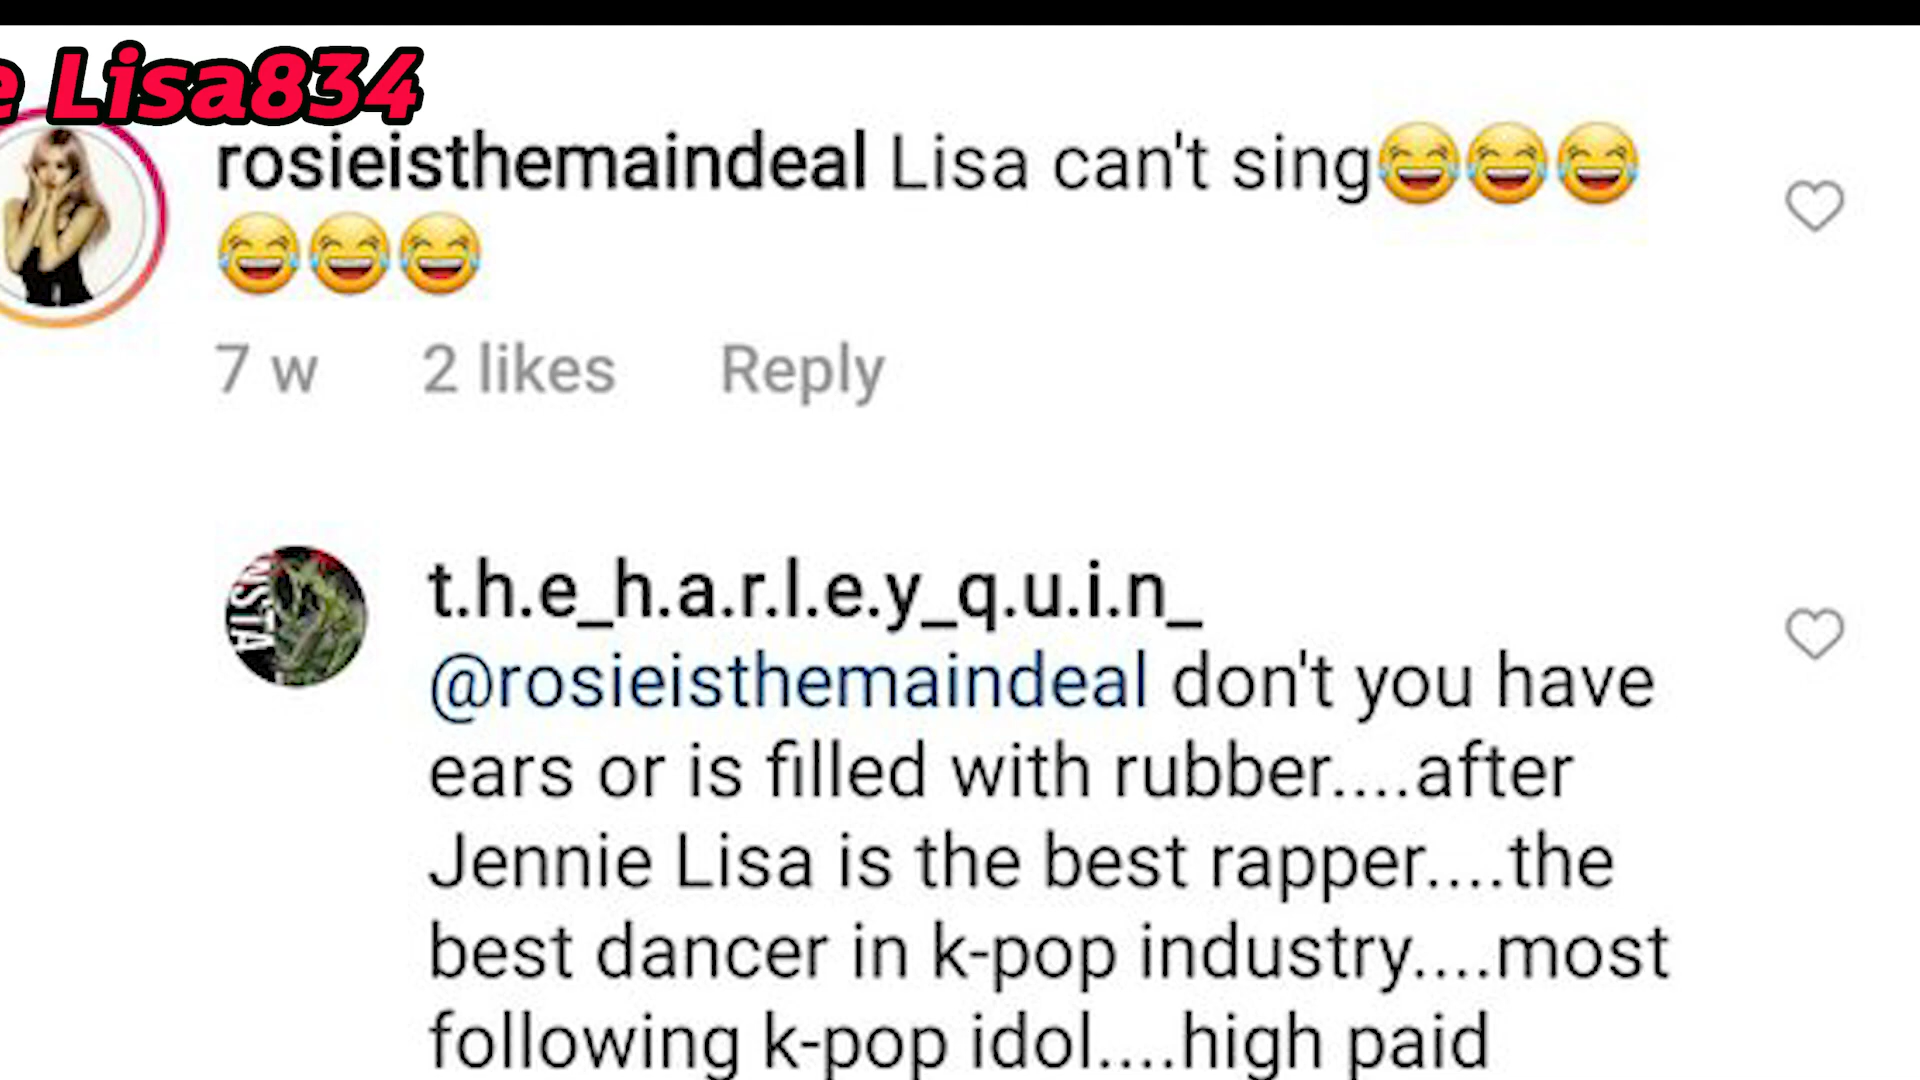 e Lisa834
rosieisthemaindeal Lisa can't sing😂😂😂
😂😂😂
7 w 2 likes Reply
t.h.e_h.a.r.l.e.y_q.u.i.n_
@rosieisthemaindeal don't you have
ears or is filled with rubber....after
Jennie Lisa is the best rapper....the
best dancer in k-pop industry....most
following k-pop idol....high paid